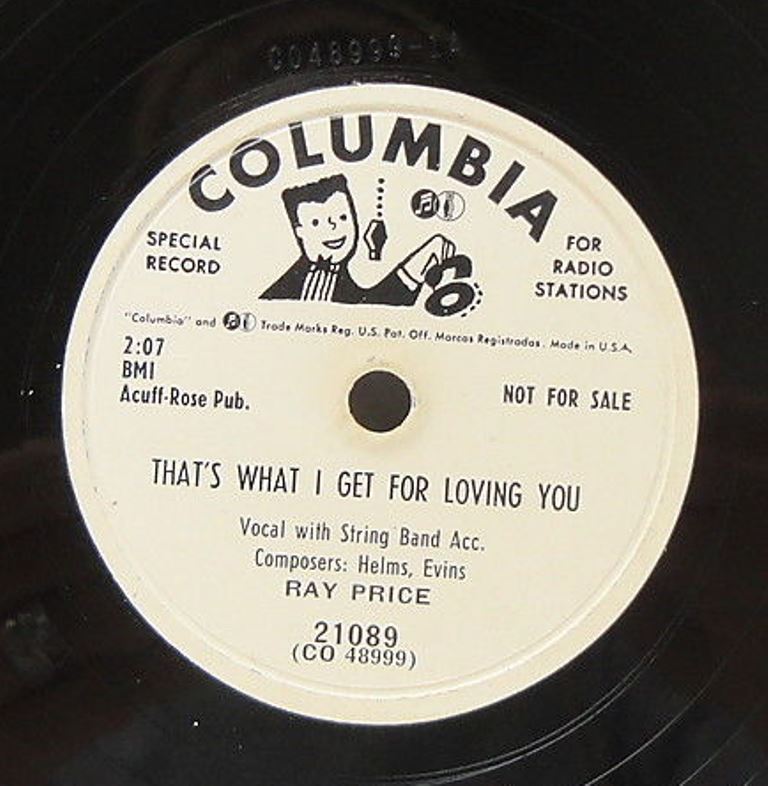 CO48999-1A
COLUMBIA
SPECIAL
RECORD
FOR
RADIO
STATIONS
"Columbia" and Trade Marks Reg. U.S. Pat. Off. Marcas Registradas. Made in U.S.A.
2:07
BMI
Acuff-Rose Pub.
NOT FOR SALE
THAT'S WHAT I GET FOR LOVING YOU
Vocal with String Band Acc.
Composers: Helms, Evins
RAY PRICE
21089
(CO 48999)